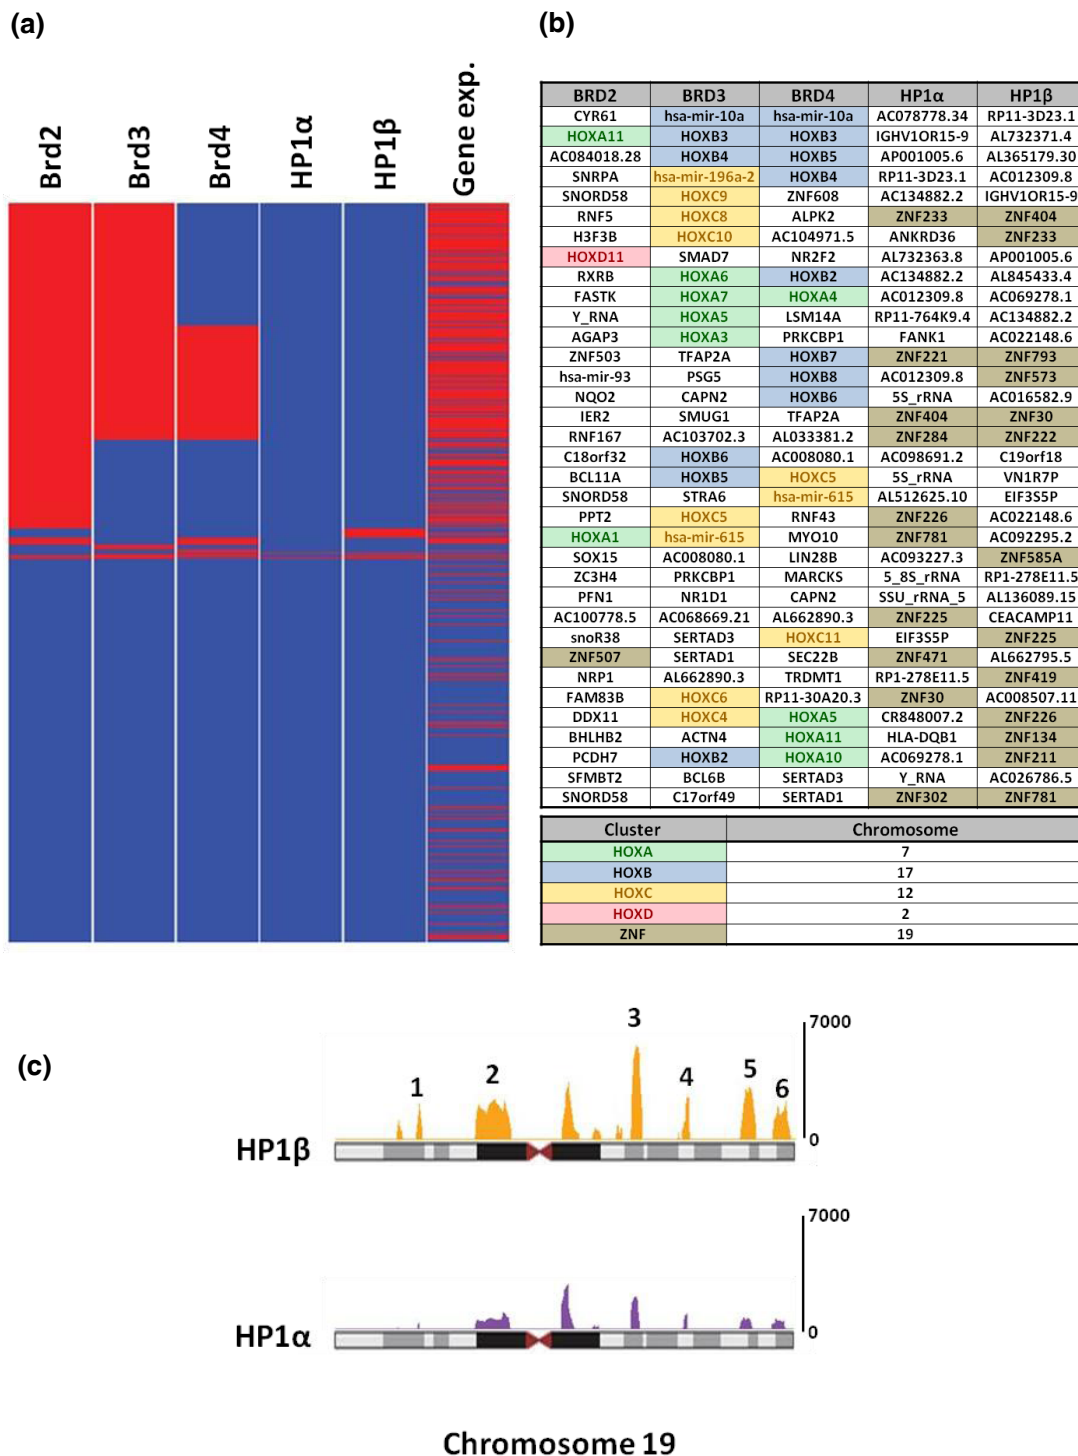 (a)
Brd2 Brd3 Brd4 HP1α HP1β Gene exp.
(b)
BRD2 BRD3 BRD4 HP1α HP1β
CYR61 hsa-mir-10a hsa-mir-10a AC078778.34 RP11-3D23.1
HOXA11 HOXB3 HOXB3 IGHV1OR15-9 AL732371.4
AC084018.28 HOXB4 HOXB5 AP001005.6 AL365179.30
SNRPA hsa-mir-196a-2 HOXB4 RP11-3D23.1 AC012309.8
SNORD58 HOXC9 ZNF608 AC134882.2 IGHV1OR15-9
RNF5 HOXC8 ALPK2 ZNF233 ZNF404
H3F3B HOXC10 AC104971.5 ANKRD36 ZNF233
HOXD11 SMAD7 NR2F2 AL732363.8 AP001005.6
RXRB HOXA6 HOXB2 AC134882.2 AL845433.4
FASTK HOXA7 HOXA4 AC012309.8 AC069278.1
Y_RNA HOXA5 LSM14A RP11-764K9.4 AC134882.2
AGAP3 HOXA3 PRKCBP1 FANK1 AC022148.6
ZNF503 TFAP2A HOXB7 ZNF221 ZNF793
hsa-mir-93 PSG5 HOXB8 AC012309.8 ZNF573
NQO2 CAPN2 HOXB6 5S_rRNA AC016582.9
IER2 SMUG1 TFAP2A ZNF404 ZNF30
RNF167 AC103702.3 AL033381.2 ZNF284 ZNF222
C18orf32 HOXB6 AC008080.1 AC098691.2 C19orf18
BCL11A HOXB5 HOXC5 5S_rRNA VN1R7P
SNORD58 STRA6 hsa-mir-615 AL512625.10 EIF3S5P
PPT2 HOXC5 RNF43 ZNF226 AC022148.6
HOXA1 hsa-mir-615 MYO10 ZNF781 AC092295.2
SOX15 AC008080.1 LIN28B AC093227.3 ZNF585A
ZC3H4 PRKCBP1 MARCKS 5_8S_rRNA RP1-278E11.5
PFN1 NR1D1 CAPN2 SSU_rRNA_5 AL136089.15
AC100778.5 AC068669.21 AL662890.3 ZNF225 CEACAMP11
snoR38 SERTAD3 HOXC11 EIF3S5P ZNF225
ZNF507 SERTAD1 SEC22B ZNF471 AL662795.5
NRP1 AL662890.3 TRDMT1 RP1-278E11.5 ZNF419
FAM83B HOXC6 RP11-30A20.3 ZNF30 AC008507.11
DDX11 HOXC4 HOXA5 CR848007.2 ZNF226
BHLHB2 ACTN4 HOXA11 HLA-DQB1 ZNF134
PCDH7 HOXB2 HOXA10 AC069278.1 ZNF211
SFMBT2 BCL6B SERTAD3 Y_RNA AC026786.5
SNORD58 C17orf49 SERTAD1 ZNF302 ZNF781
Cluster Chromosome
HOXA 7
HOXB 17
HOXC 12
HOXD 2
ZNF 19
(c)
7000
1 2 3 4 5 6
0
HP1β
7000
0
HP1α
Chromosome 19